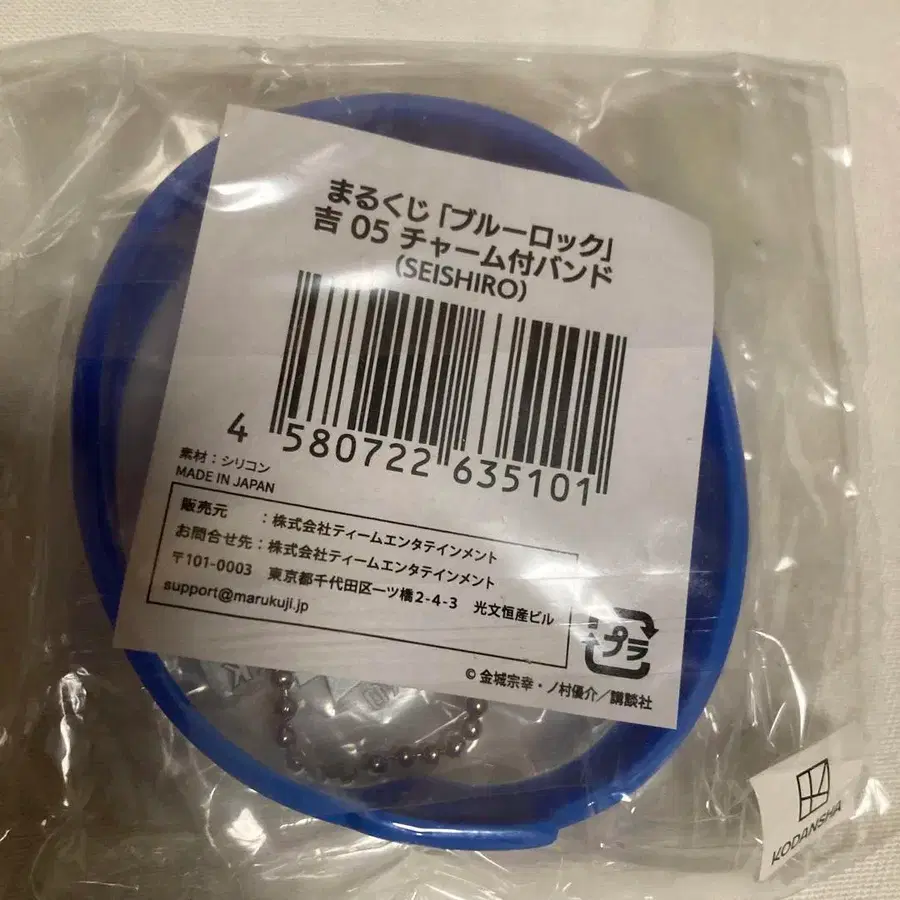 まるくじ「ブルーロック」
吉 05 チャーム付バンド
(SEISHIRO)
4 580722 635101
素材：シリコン
MADE IN JAPAN
販売元　：株式会社ティームエンタテインメント
お問合せ先：株式会社ティームエンタテインメント
〒101-0003　東京都千代田区一ツ橋2-4-3　光文恒産ビル
support@marukuji.jp
プラ
© 金城宗幸・ノ村優介／講談社
KODANSHA